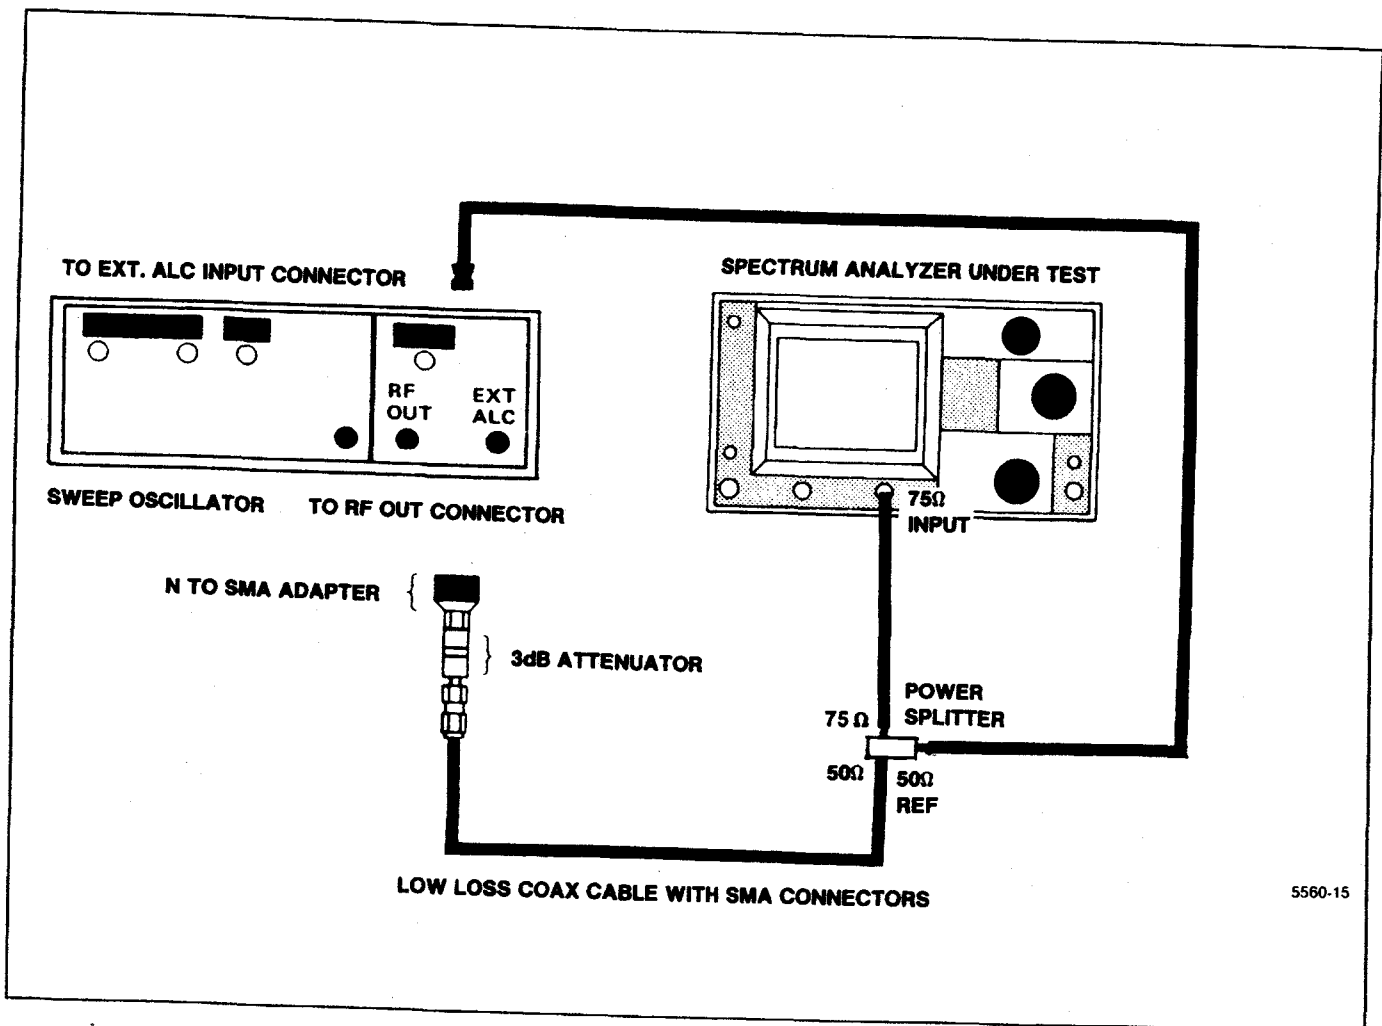 TO EXT. ALC INPUT CONNECTOR
SPECTRUM ANALYZER UNDER TEST
RF
OUT
EXT
ALC
SWEEP OSCILLATOR
TO RF OUT CONNECTOR
75Ω
INPUT
N TO SMA ADAPTER
3dB ATTENUATOR
75 Ω
POWER
SPLITTER
50Ω
50Ω
REF
LOW LOSS COAX CABLE WITH SMA CONNECTORS
5560-15